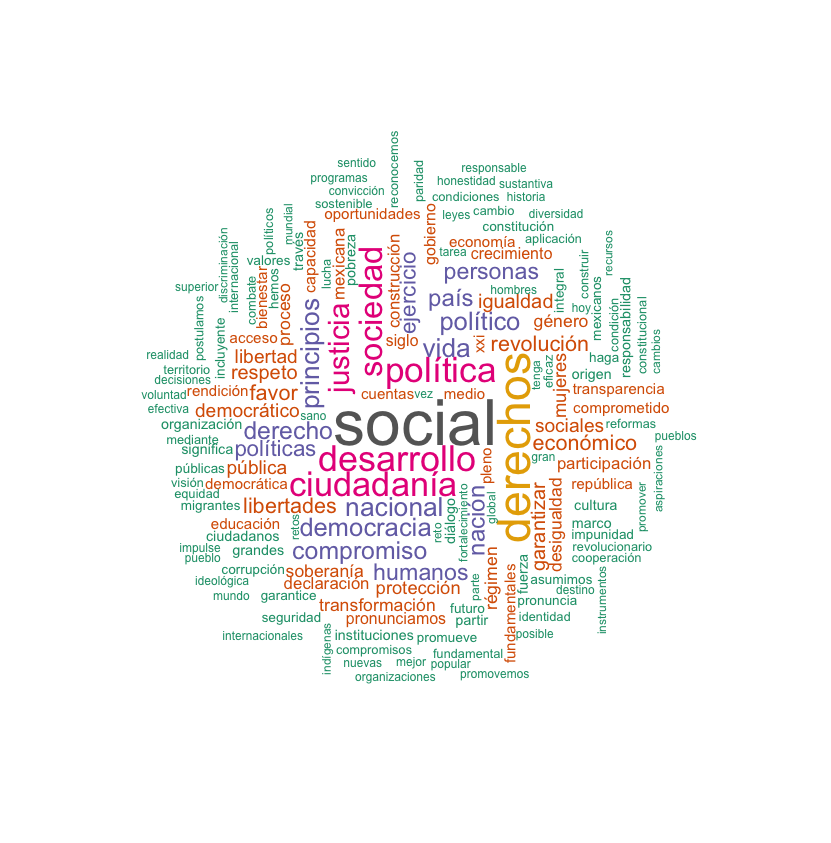 social
derechos
desarrollo
ciudadanía
política
sociedad
justicia
principios
ejercicio
vida
político
país
personas
derecho
políticas
nacional
democracia
compromiso
humanos
nación
oportunidades
mexicana
capacidad
construcción
gobierno
economía
crecimiento
igualdad
género
revolución
xxi
siglo
bienestar
proceso
acceso
libertad
respeto
rendición
favor
democrático
cuentas
medio
mujeres
transparencia
comprometido
sociales
económico
participación
república
pública
democrática
libertades
educación
soberanía
declaración
protección
transformación
pronunciamos
régimen
pleno
garantizar
desigualdad
fundamentales
sentido
programas
convicción
sostenible
reconocemos
paridad
responsable
honestidad
sustantiva
condiciones
historia
leyes
cambio
diversidad
constitución
aplicación
tarea
políticos
mundial
través
lucha
pobreza
discriminación
internacional
valores
combate
hemos
superior
postulamos
incluyente
hombres
integral
construir
recursos
hoy
mexicanos
condición
responsabilidad
constitucional
cambios
realidad
territorio
decisiones
voluntad
efectiva
organización
mediante
significa
sano
vez
tenga
eficaz
haga
origen
reformas
pueblos
gran
públicas
visión
equidad
migrantes
ciudadanos
retos
impulse
pueblo
grandes
corrupción
ideológica
mundo
garantice
seguridad
internacionales
indígenas
instituciones
compromisos
nuevas
mejor
organizaciones
promueve
fundamental
popular
promovemos
futuro
partir
parte
reto
diálogo
fortalecimiento
global
cultura
marco
impunidad
revolucionario
cooperación
promover
aspiraciones
fuerza
asumimos
destino
pronuncia
identidad
posible
instrumentos